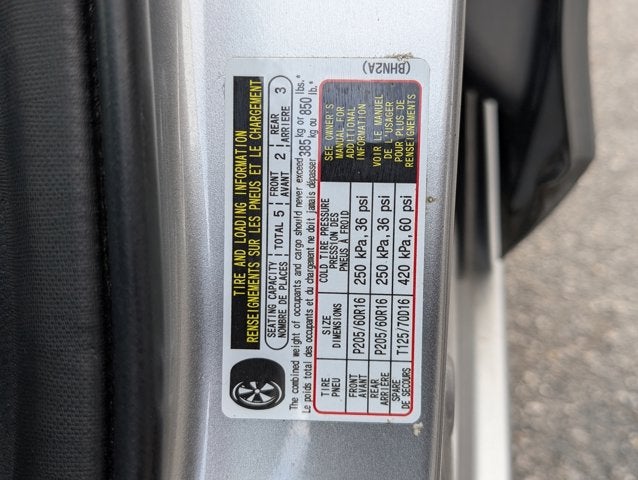 TIRE AND LOADING INFORMATION
RENSEIGNEMENTS SUR LES PNEUS ET LE CHARGEMENT
SEATING CAPACITY TOTAL 5 FRONT 2 REAR 3
NOMBRE DE PLACES AVANT ARRIÈRE
The combined weight of occupants and cargo should never exceed 385 kg or 850 lbs.*
Le poids total des occupants et du chargement ne doit jamais dépasser kg ou lb.*
TIRE SIZE COLD TIRE PRESSURE
PNEU DIMENSIONS PRESSION DES PNEUS À FROID
FRONT P205/60R16 250 kPa, 36 psi
AVANT
REAR P205/60R16 250 kPa, 36 psi
ARRIÈRE
SPARE T125/70D16 420 kPa, 60 psi
DE SECOURS
SEE OWNER'S
MANUAL FOR
ADDITIONAL
INFORMATION
VOIR LE MANUEL
DE L'USAGER
POUR PLUS DE
RENSEIGNEMENTS
(BHN2A)